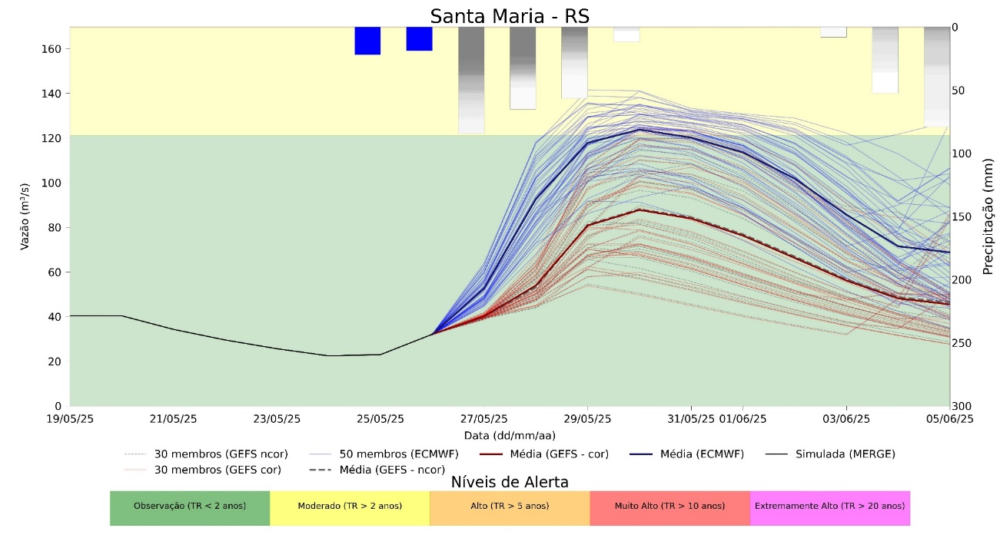 Santa Maria - RS
160
140
120
100
80
60
40
20
0
Vazão (m³/s)
0
50
100
150
200
250
300
Precipitação (mm)
19/05/25 21/05/25 23/05/25 25/05/25 27/05/25 29/05/25 31/05/25 01/06/25 03/06/25 05/06/25
Data (dd/mm/aa)
30 membros (GEFS ncor) 50 membros (ECMWF) Média (GEFS - cor) Média (ECMWF) Simulada (MERGE)
30 membros (GEFS cor) Média (GEFS - ncor)
Níveis de Alerta
Observação (TR < 2 anos) Moderado (TR > 2 anos) Alto (TR > 5 anos) Muito Alto (TR > 10 anos) Extremamente Alto (TR > 20 anos)